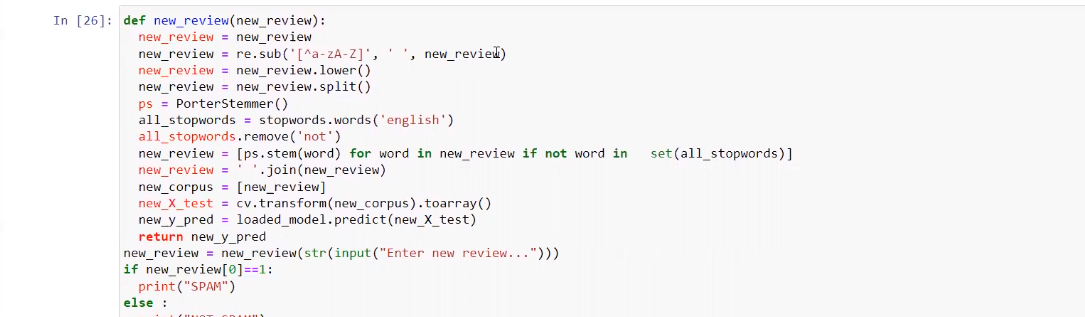 In [26]: def new_review(new_review):
new_review = new_review
new_review = re.sub('[^a-zA-Z]', ' ', new_review)
new_review = new_review.lower()
new_review = new_review.split()
ps = PorterStemmer()
all_stopwords = stopwords.words('english')
all_stopwords.remove('not')
new_review = [ps.stem(word) for word in new_review if not word in set(all_stopwords)]
new_review = ' '.join(new_review)
new_corpus = [new_review]
new_X_test = cv.transform(new_corpus).toarray()
new_y_pred = loaded_model.predict(new_X_test)
return new_y_pred
new_review = new_review(str(input("Enter new review...")))
if new_review[0]==1:
print("SPAM")
else :
print("NOT SPAM")